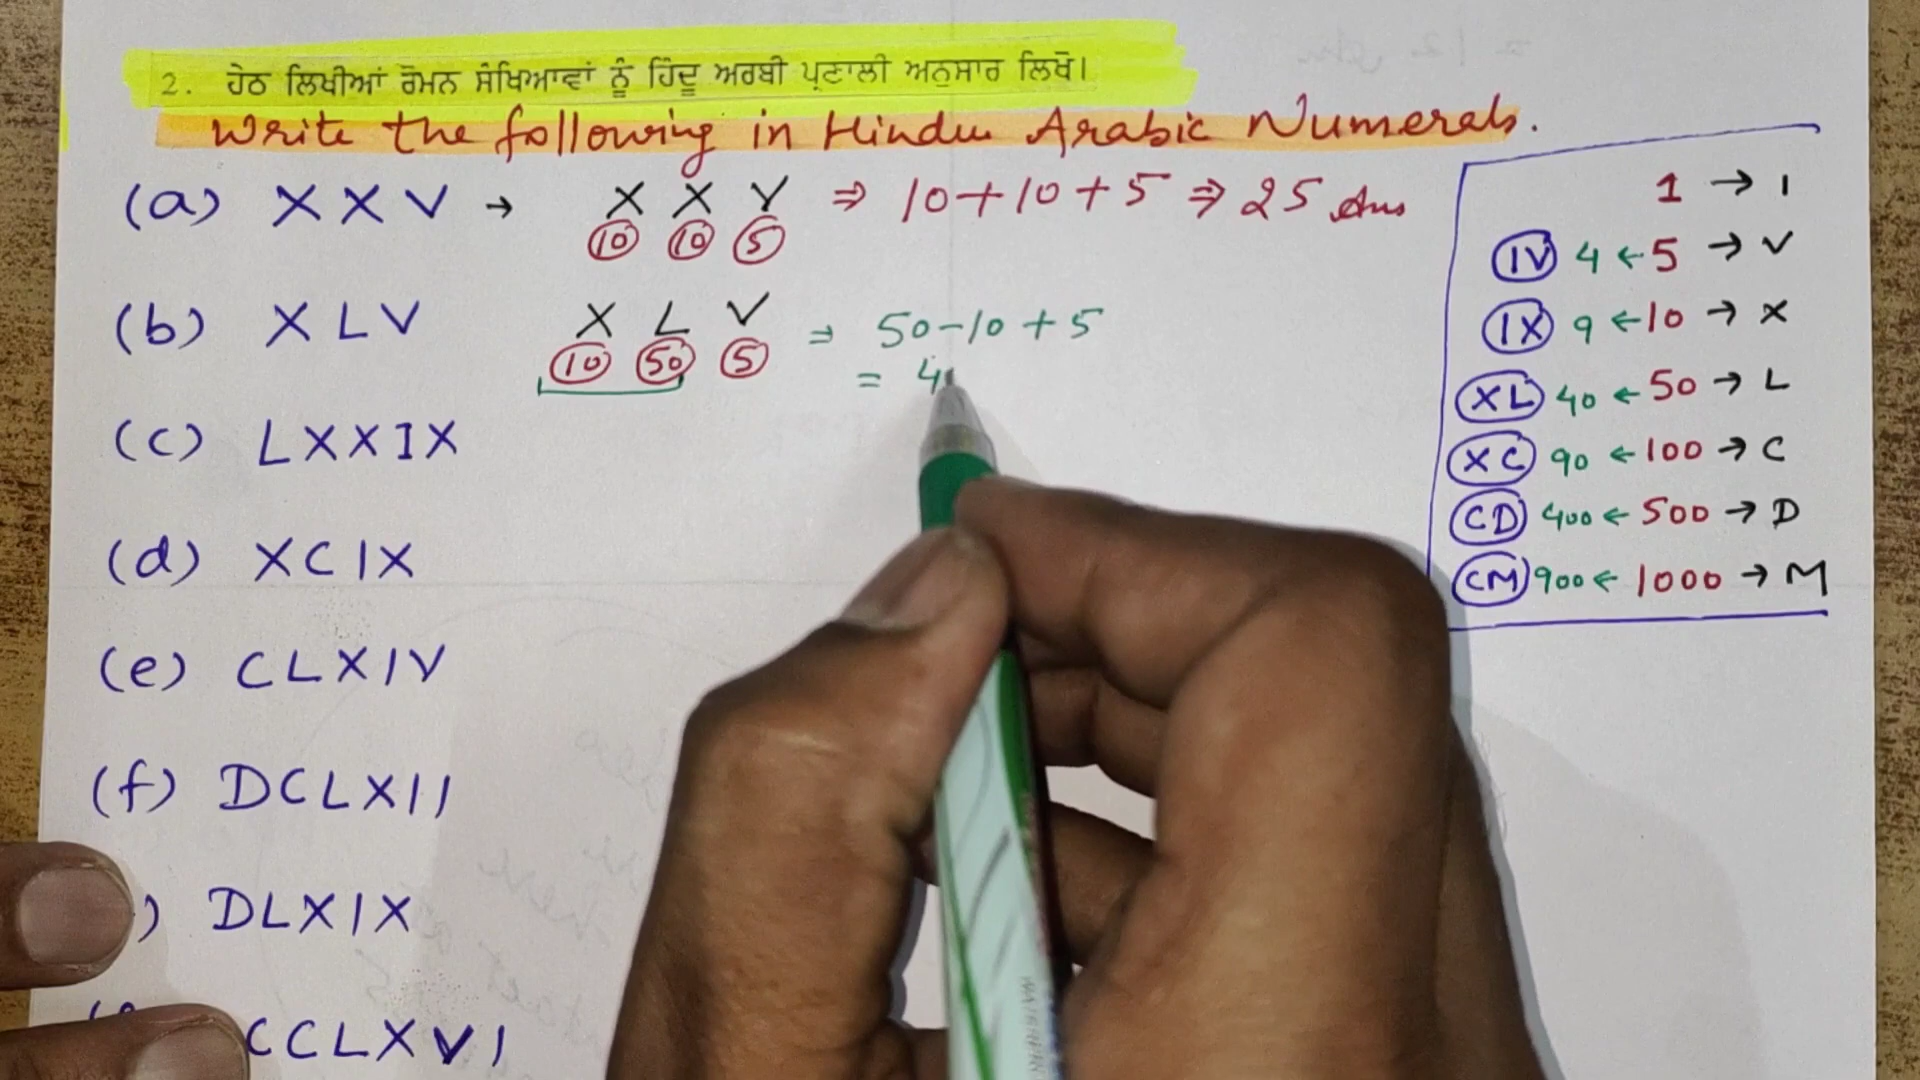 2. ਹੇਠ ਲਿਖੀਆਂ ਰੋਮਨ ਸੰਖਿਆਵਾਂ ਨੂੰ ਹਿੰਦੂ ਅਰਬੀ ਪ੍ਰਣਾਲੀ ਅਨੁਸਾਰ ਲਿਖੋ।
Write the following in Hindu Arabic Numerals.
(a) XXV → X X V ⇒ 10+10+5 ⇒ 25 Ans
10 10 5
(b) XLV X L V ⇒ 50-10+5
10 50 5 = 4
(c) LXXIX
(d) XCIX
(e) CLXIV
(f) DCLXII
) DLXIX
CCLXVI
1 → I
IV 4 ← 5 → V
IX 9 ← 10 → X
XL 40 ← 50 → L
XC 90 ← 100 → C
CD 400 ← 500 → D
CM 900 ← 1000 → M